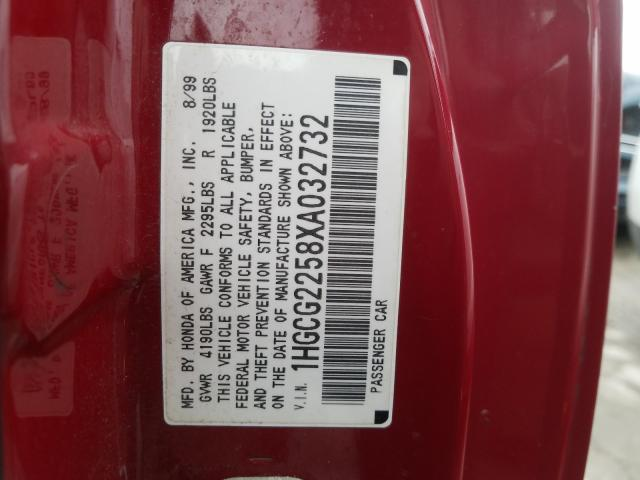 MFD. BY HONDA OF AMERICA MFG., INC. 8/99
GVWR 4190LBS GAWR F 2295LBS R 1920LBS
THIS VEHICLE CONFORMS TO ALL APPLICABLE
FEDERAL MOTOR VEHICLE SAFETY, BUMPER,
AND THEFT PREVENTION STANDARDS IN EFFECT
ON THE DATE OF MANUFACTURE SHOWN ABOVE:
V.I.N. 1HGCG2258XA032732
PASSENGER CAR